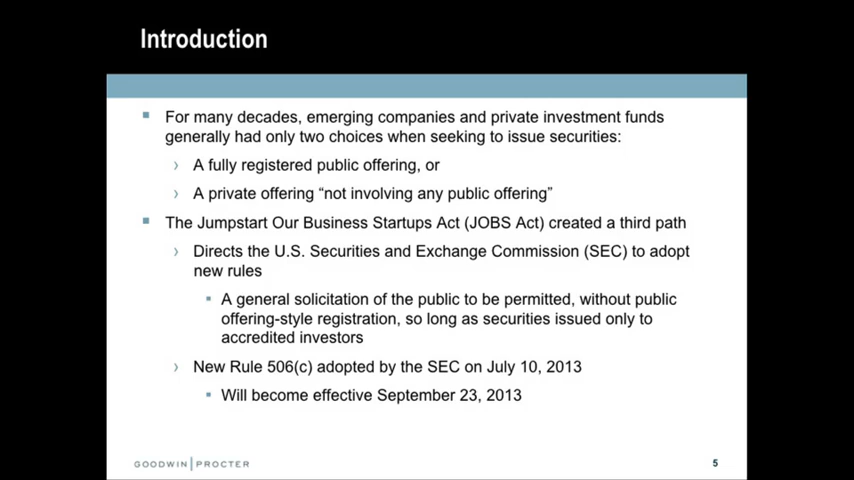 Introduction
For many decades, emerging companies and private investment funds
generally had only two choices when seeking to issue securities:
A fully registered public offering, or
A private offering “not involving any public offering”
The Jumpstart Our Business Startups Act (JOBS Act) created a third path
Directs the U.S. Securities and Exchange Commission (SEC) to adopt
new rules
A general solicitation of the public to be permitted, without public
offering-style registration, so long as securities issued only to
accredited investors
New Rule 506(c) adopted by the SEC on July 10, 2013
Will become effective September 23, 2013
GOODWIN | PROCTER
5